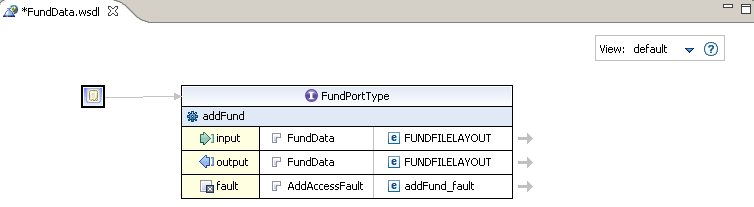 *FundData.wsdl
View: default
FundPortType
addFund
input FundData FUNDFILELAYOUT
output FundData FUNDFILELAYOUT
fault AddAccessFault addFund_fault